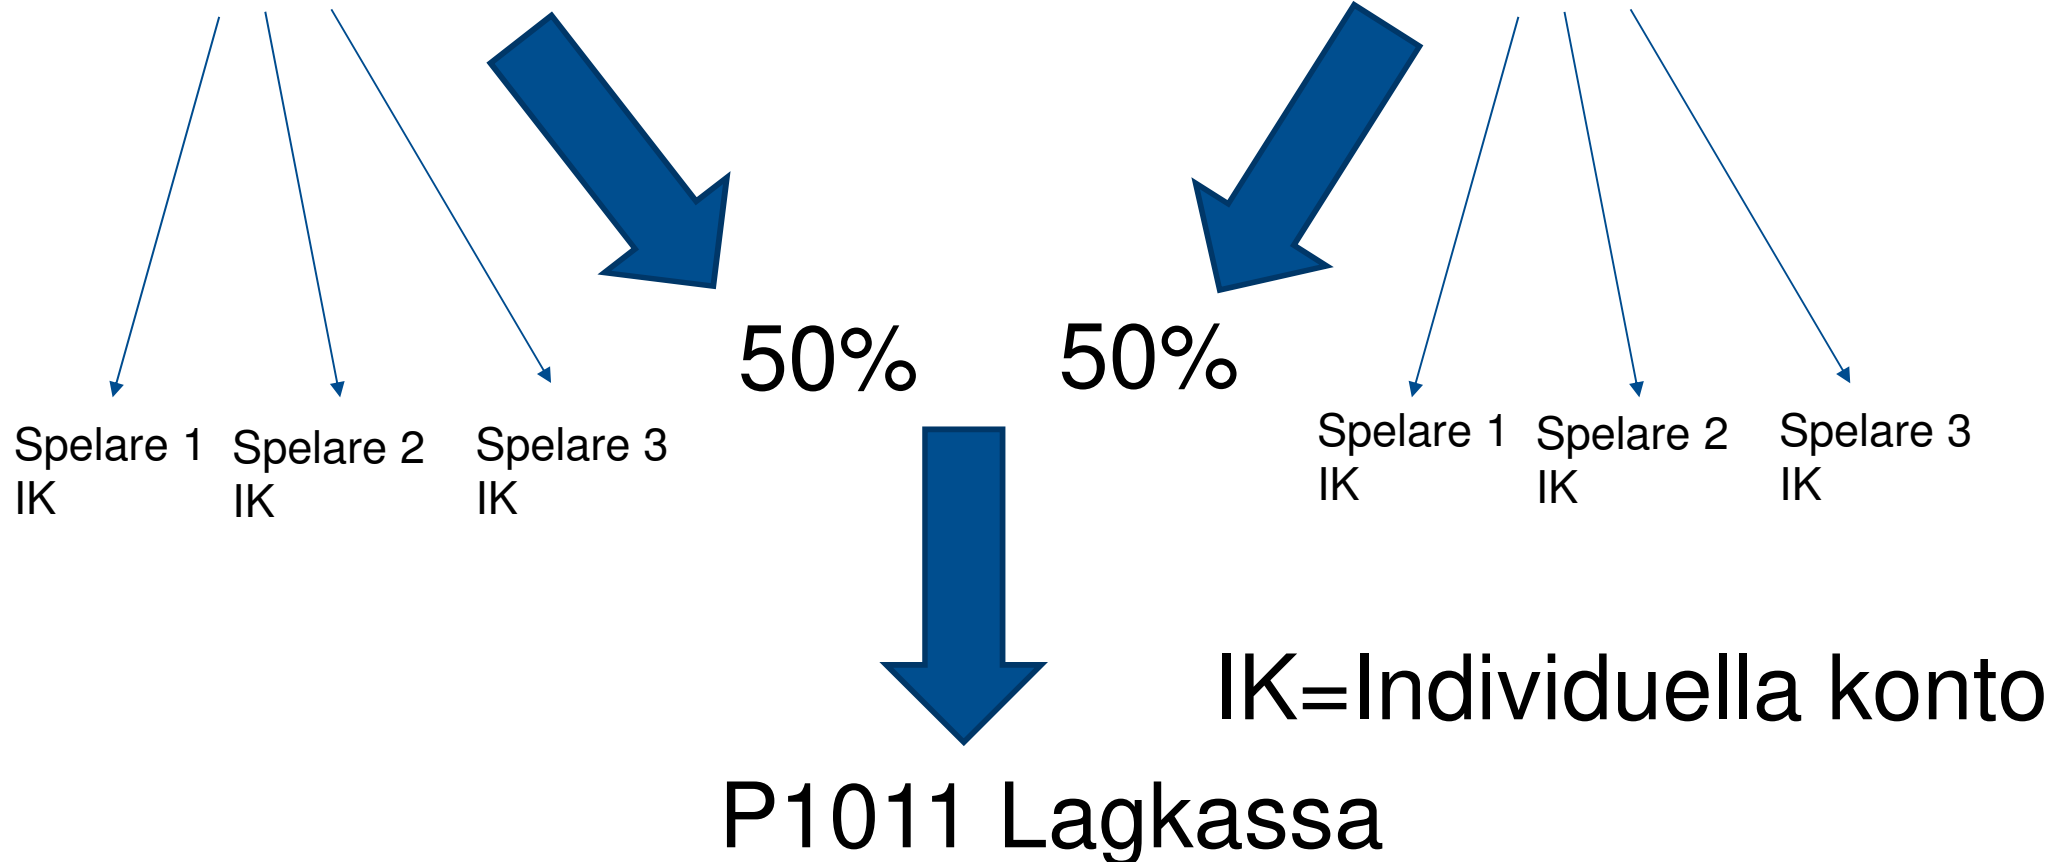 50% 50%
Spelare 1
IK
Spelare 2
IK
Spelare 3
IK
Spelare 1
IK
Spelare 2
IK
Spelare 3
IK
IK=Individuella konto
P1011 Lagkassa